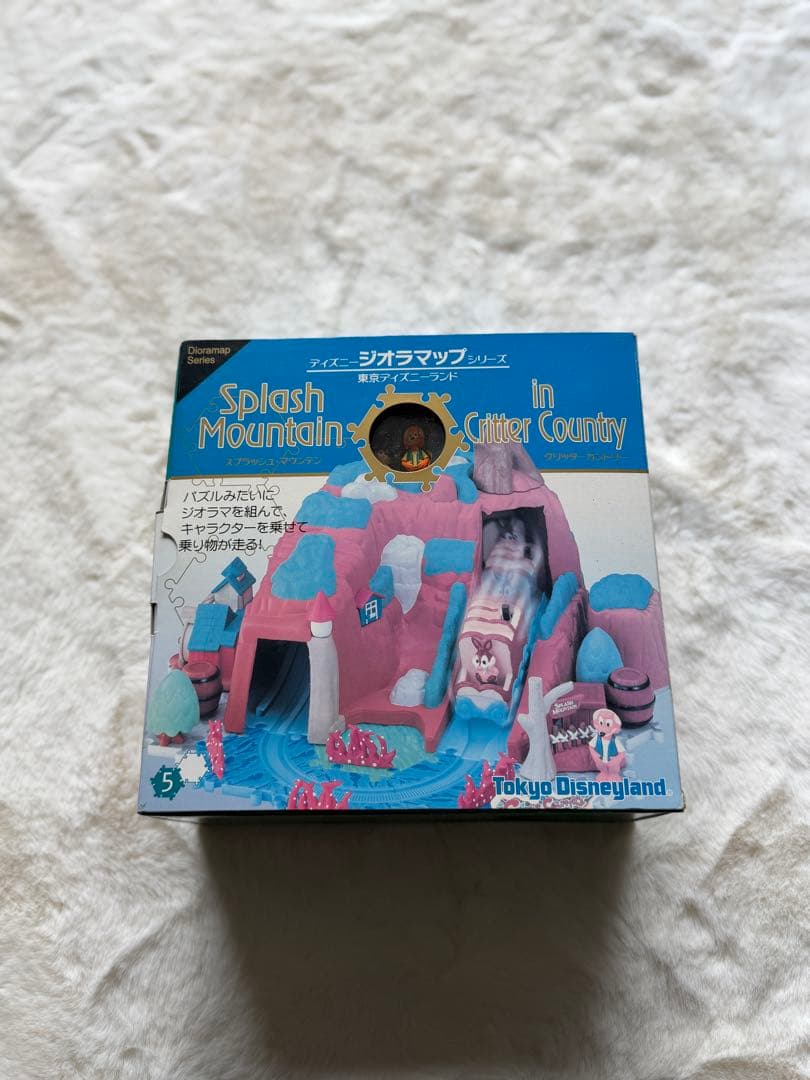 Dioramap
Series
ディズニージオラマップシリーズ
東京ディズニーランド
Splash
Mountain
スプラッシュ・マウンテン
in
Critter Country
クリッターカントリー
パズルみたいに
ジオラマを組んで、
キャラクターを乗せて
乗り物が走る!
SPLASH
MOUNTAIN
5
Tokyo Disneyland